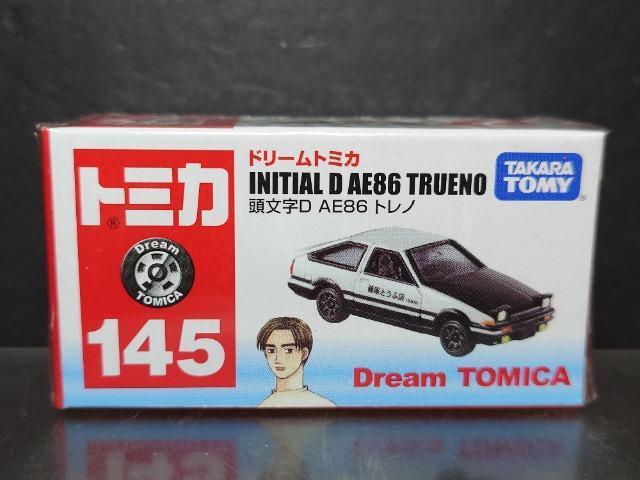 トミカ
®
Dream
TOMICA
145
ドリームトミカ
INITIAL D AE86 TRUENO
頭文字D AE86 トレノ
TAKARA
TOMY
®
藤原とうふ店
Dream TOMICA